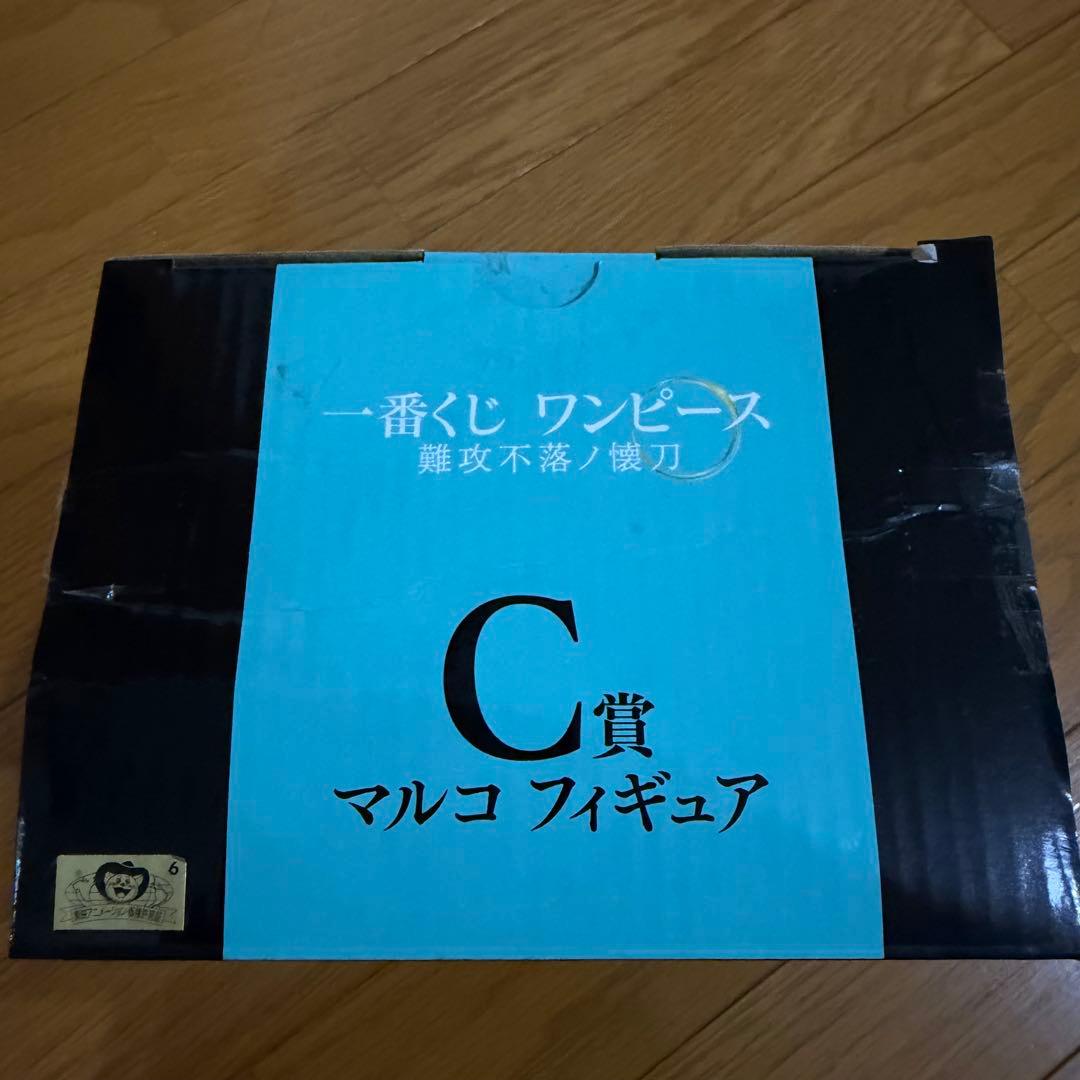 一番くじ ワンピース
難攻不落ノ懐刀
C賞
マルコ フィギュア
6